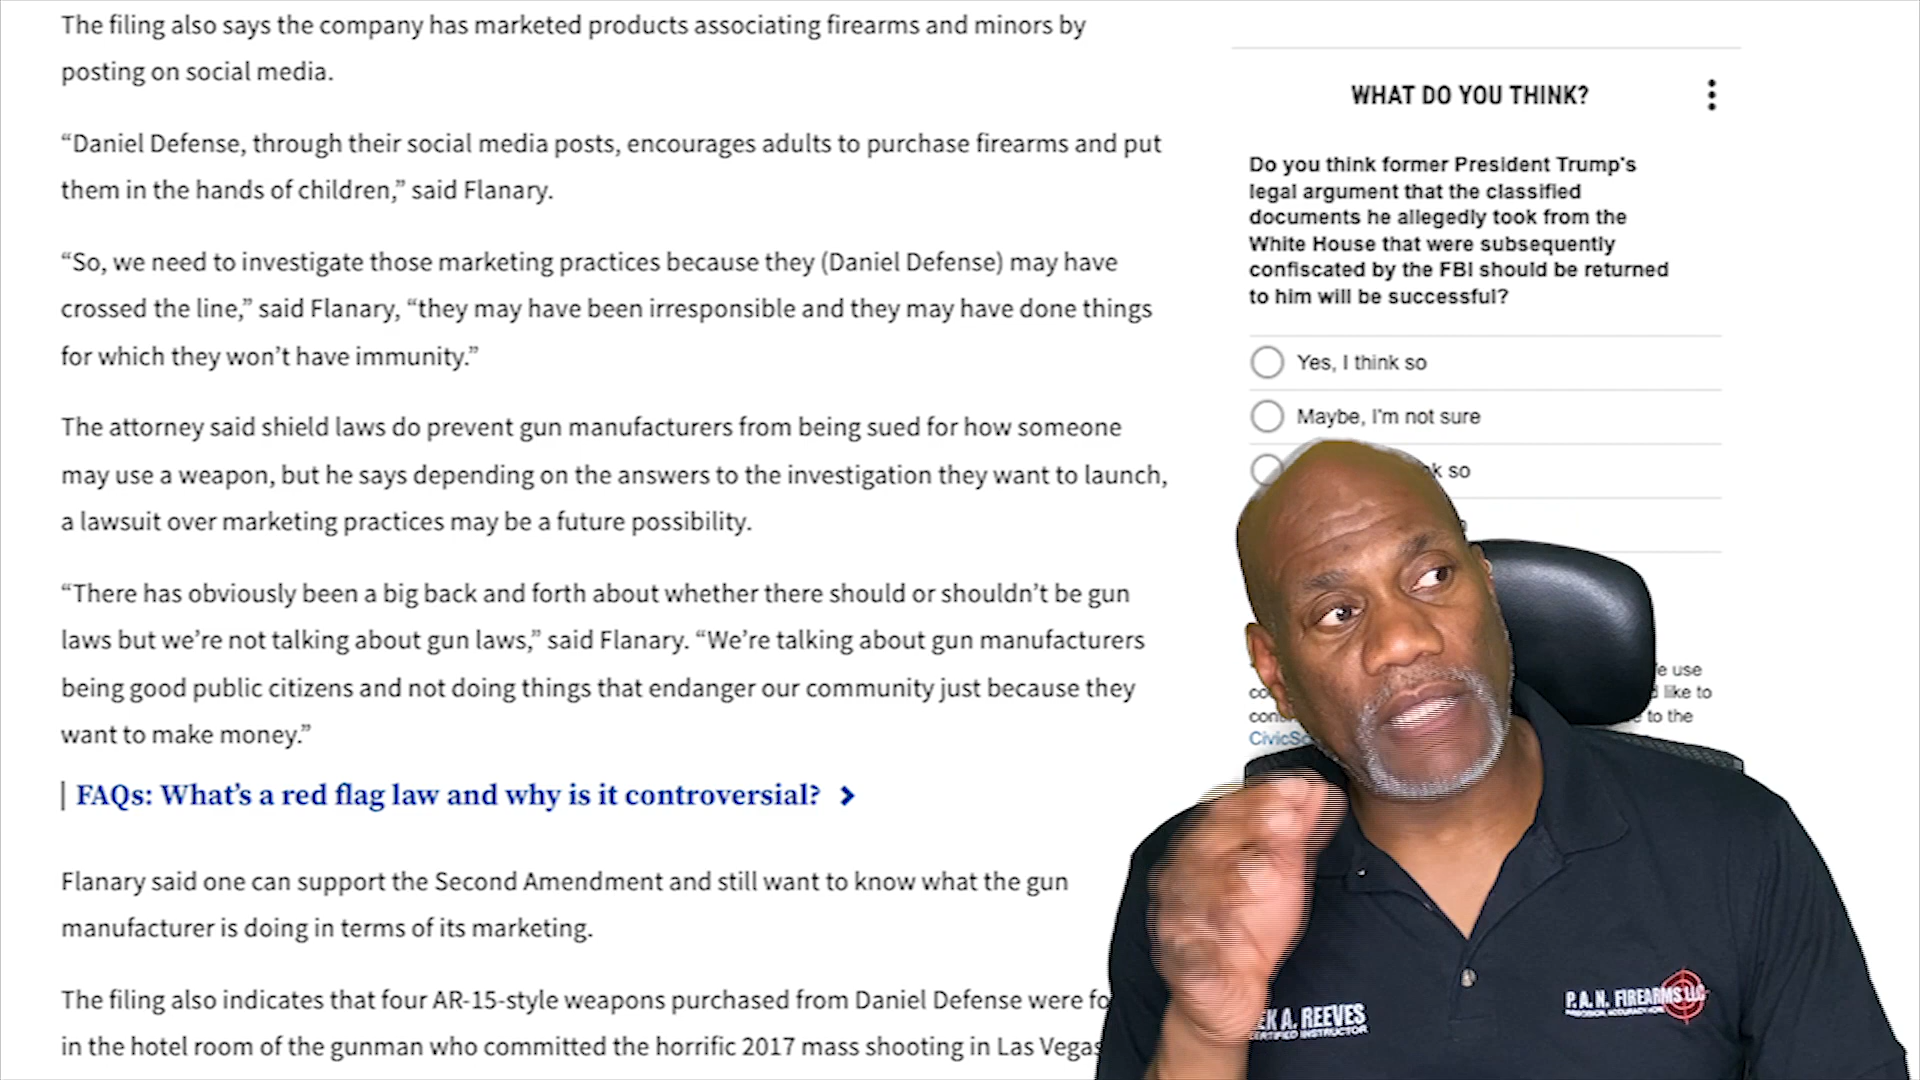 The filing also says the company has marketed products associating firearms and minors by
posting on social media.
“Daniel Defense, through their social media posts, encourages adults to purchase firearms and put
them in the hands of children,” said Flanary.
“So, we need to investigate those marketing practices because they (Daniel Defense) may have
crossed the line,” said Flanary, “they may have been irresponsible and they may have done things
for which they won’t have immunity.”
The attorney said shield laws do prevent gun manufacturers from being sued for how someone
may use a weapon, but he says depending on the answers to the investigation they want to launch,
a lawsuit over marketing practices may be a future possibility.
“There has obviously been a big back and forth about whether there should or shouldn’t be gun
laws but we’re not talking about gun laws,” said Flanary. “We’re talking about gun manufacturers
being good public citizens and not doing things that endanger our community just because they
want to make money.”
FAQs: What’s a red flag law and why is it controversial?
Flanary said one can support the Second Amendment and still want to know what the gun
manufacturer is doing in terms of its marketing.
The filing also indicates that four AR-15-style weapons purchased from Daniel Defense were fo
in the hotel room of the gunman who committed the horrific 2017 mass shooting in Las Vegas
WHAT DO YOU THINK?
Do you think former President Trump's
legal argument that the classified
documents he allegedly took from the
White House that were subsequently
confiscated by the FBI should be returned
to him will be successful?
Yes, I think so
Maybe, I'm not sure
so
use
like to
to the
A. REEVES
INSTRUCTOR
P.A.N. FIREARMS LLC